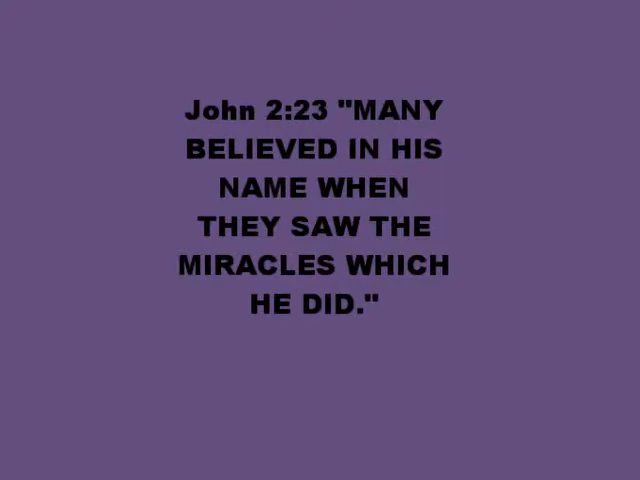 John 2:23 "MANY
BELIEVED IN HIS
NAME WHEN
THEY SAW THE
MIRACLES WHICH
HE DID."